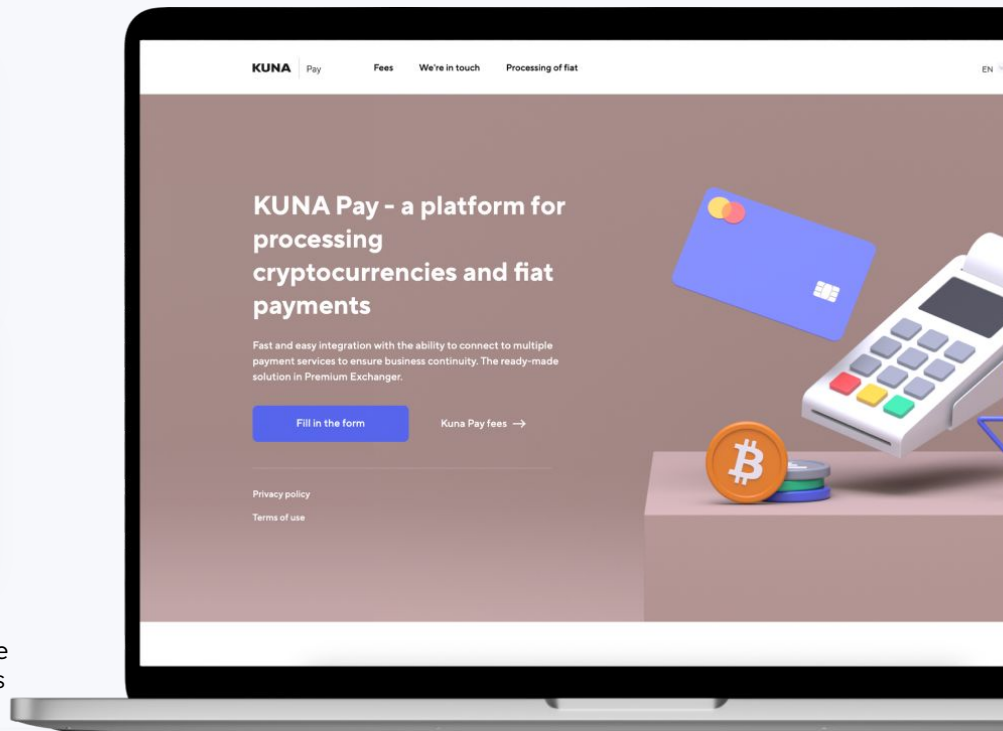 KUNA Pay Fees We're in touch Processing of fiat EN
KUNA Pay - a platform for
processing
cryptocurrencies and fiat
payments
Fast and easy integration with the ability to connect to multiple
payment services to ensure business continuity. The ready-made
solution in Premium Exchanger.
Fill in the form Kuna Pay fees →
Privacy policy
Terms of use